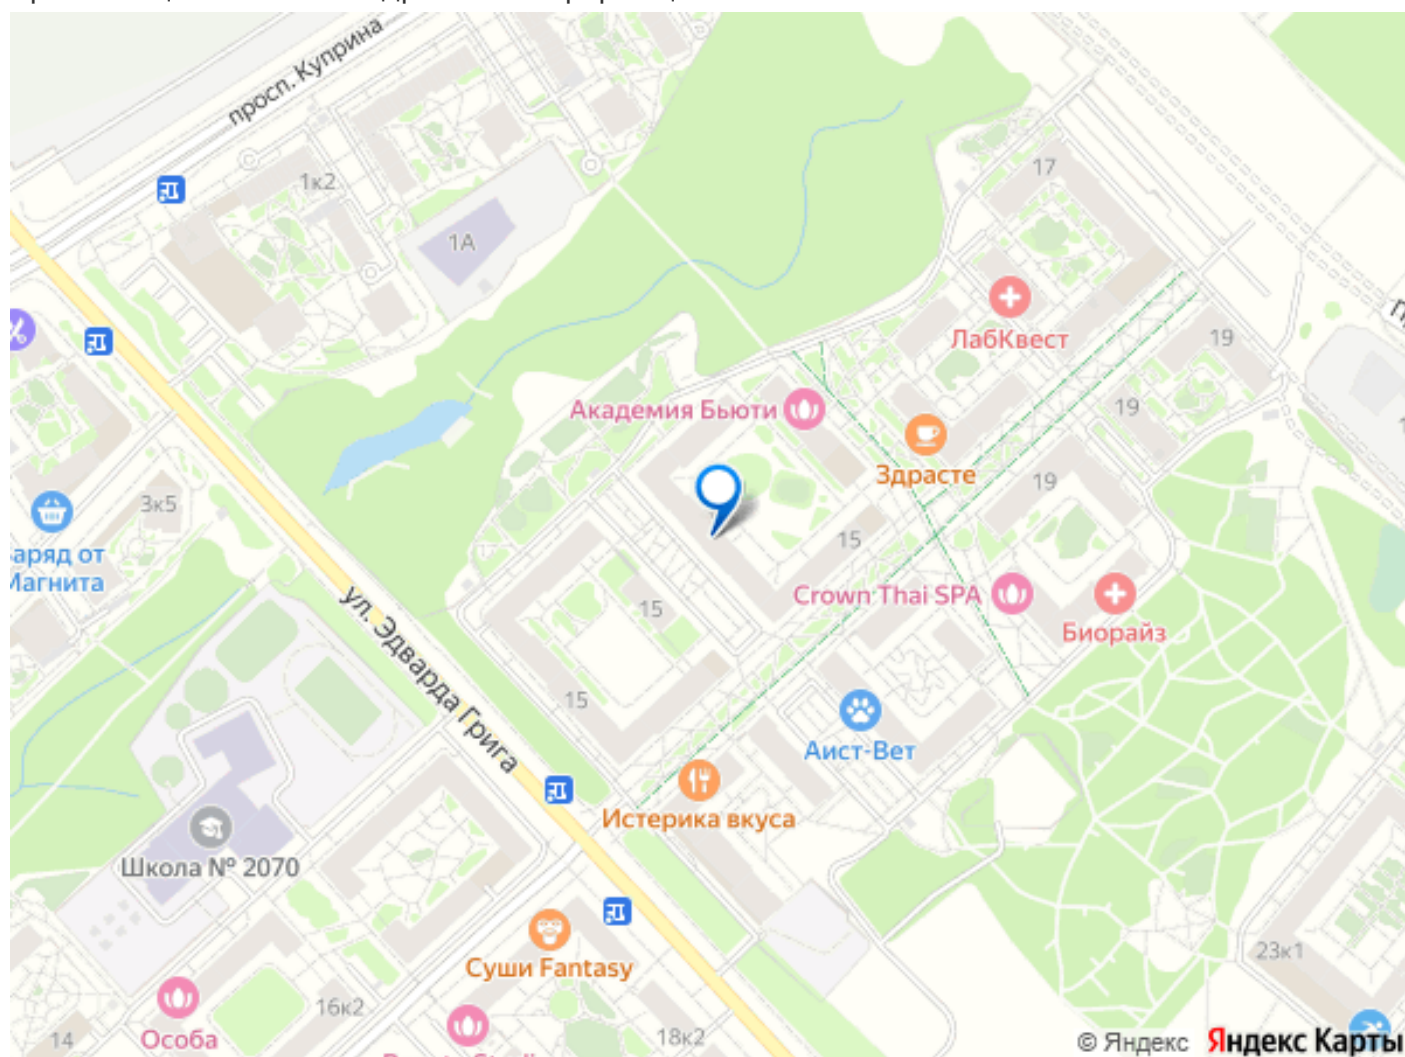 просп. Куприна
1к2
1А
17
ЛабКвест
19
Академия Бьюти
19
Здрасте
19
3к5
аряд от
Магнита
15
Crown Thai SPA
15
Биорайз
ул. Эдварда Грига
15
Аист-Вет
Истерика вкуса
Школа № 2070
Суши Fantasy
23к1
16к2
14
Особа
18к2
© Яндекс Яндекс Карты